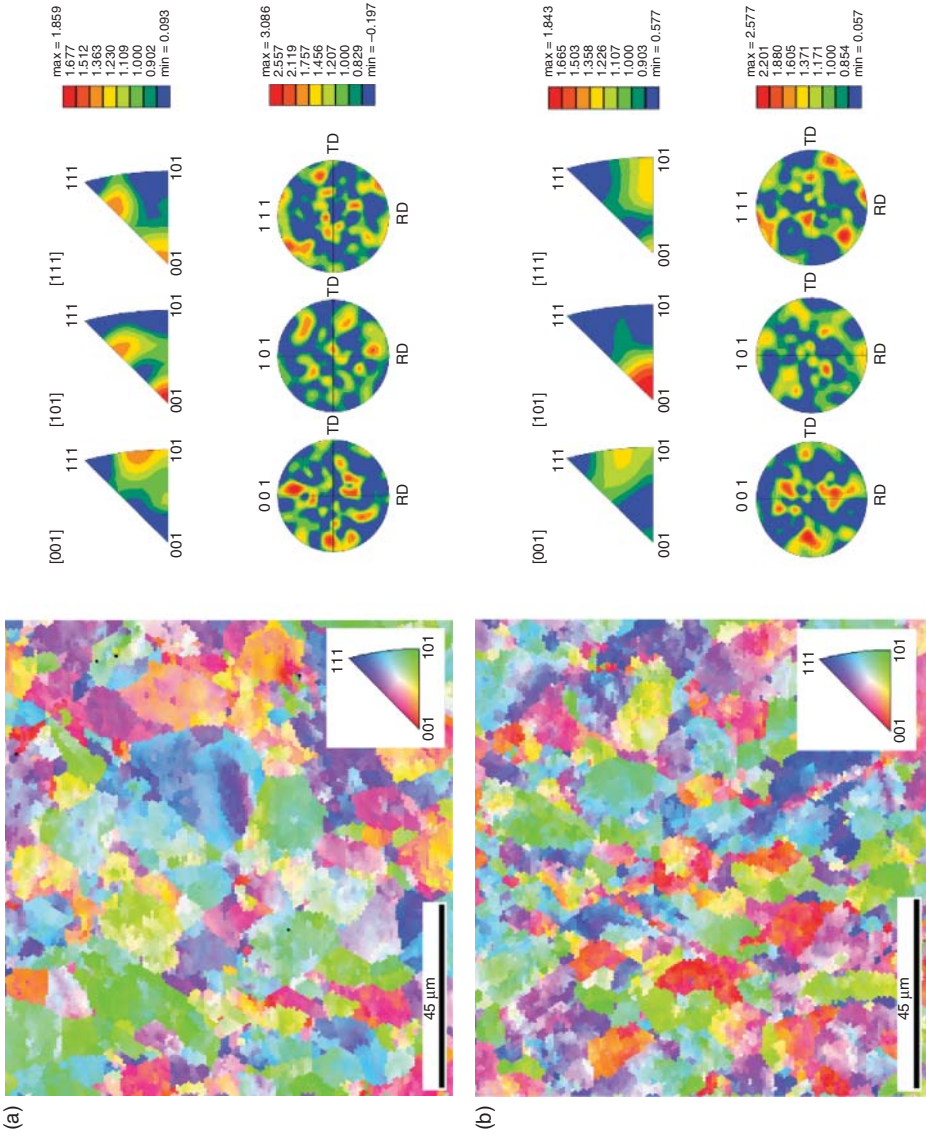 (a)
45 μm
111
001
101
[001]
111
001
101
[101]
111
001
101
[111]
111
001
101
max = 1.859
1.677
1.512
1.363
1.230
1.109
1.000
0.902
min = 0.093
0 0 1
TD
RD
1 0 1
TD
RD
1 1 1
TD
RD
max = 3.086
2.557
2.119
1.757
1.456
1.207
1.000
0.829
min = −0.197
(b)
45 μm
111
001
101
[001]
111
001
101
[101]
111
001
101
[111]
111
001
101
max = 1.843
1.665
1.503
1.358
1.226
1.107
1.000
0.903
min = 0.577
0 0 1
TD
RD
1 0 1
TD
RD
1 1 1
TD
RD
max = 2.577
2.201
1.880
1.605
1.371
1.171
1.000
0.854
min = 0.057